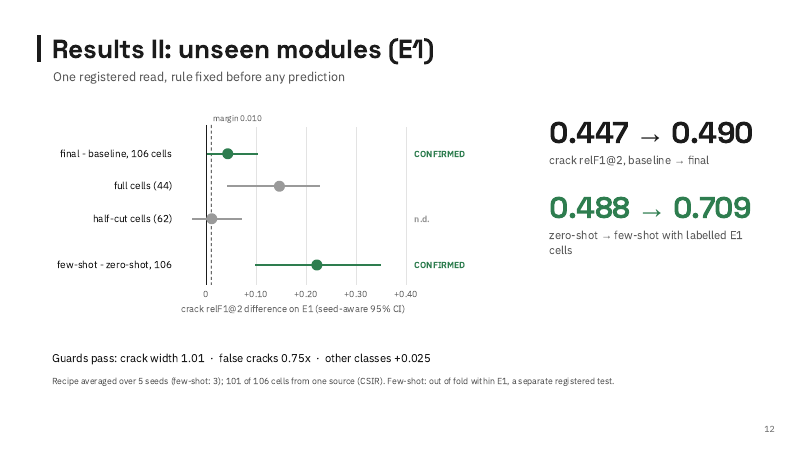 Results II: unseen modules (E1)
One registered read, rule fixed before any prediction
margin 0.010
final - baseline, 106 cells
CONFIRMED
full cells (44)
half-cut cells (62)
n.d.
few-shot - zero-shot, 106
CONFIRMED
0 +0.10 +0.20 +0.30 +0.40
crack relF1@2 difference on E1 (seed-aware 95% CI)
0.447 → 0.490
crack relF1@2, baseline → final
0.488 → 0.709
zero-shot → few-shot with labelled E1
cells
Guards pass: crack width 1.01 · false cracks 0.75x · other classes +0.025
Recipe averaged over 5 seeds (few-shot: 3); 101 of 106 cells from one source (CSIR). Few-shot: out of fold within E1, a separate registered test.
12